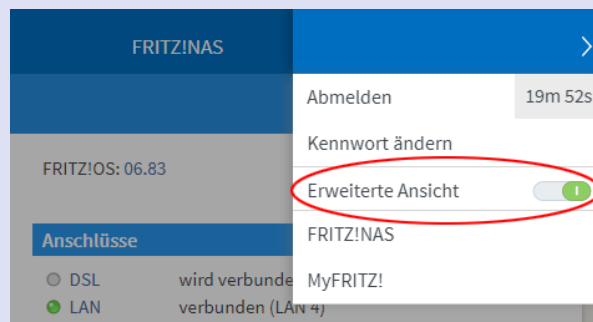 FRITZ!NAS
Abmelden 19m 52s
Kennwort ändern
FRITZ!OS: 06.83
Erweiterte Ansicht
Anschlüsse
FRITZ!NAS
DSL wird verbunde
MyFRITZ!
LAN verbunden (LAN 4)